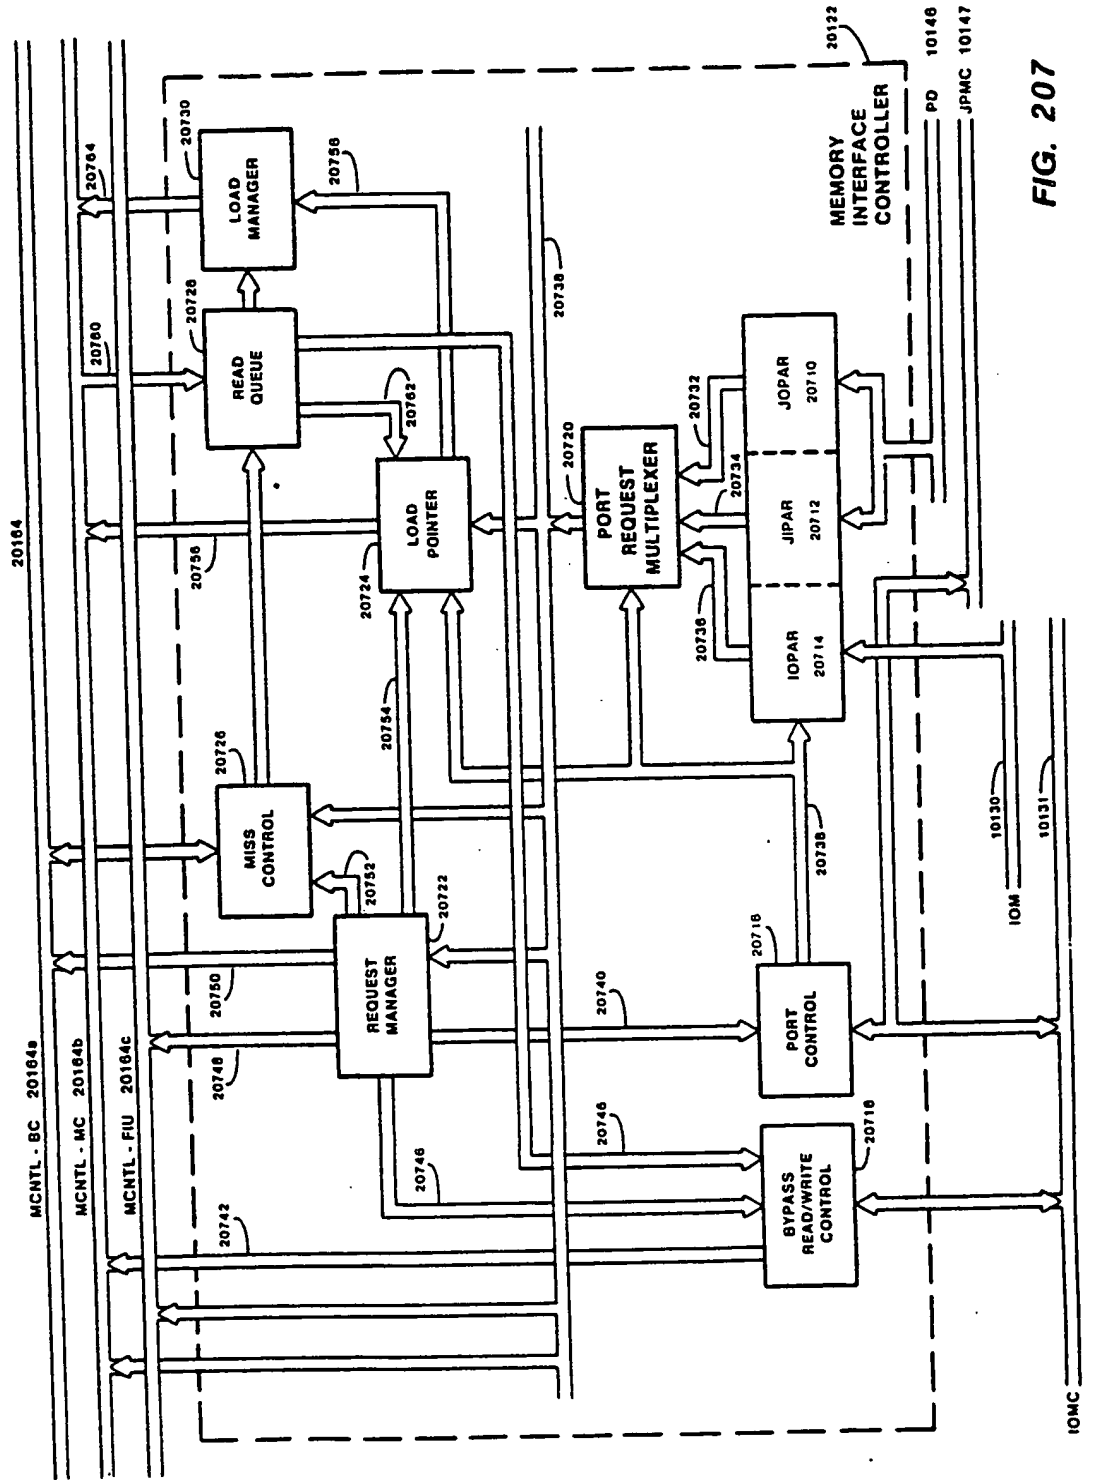 20164
MCNTL - BC 20164a
MCNTL - MC 20164b
MCNTL - FIU 20164c
20742
20748
20750
20756
20760
20764
20726
20728
20730
MISS
CONTROL
READ
QUEUE
LOAD
MANAGER
20752
20722
REQUEST
MANAGER
20754
20724
LOAD
POINTER
20762
20756
20746
20746
20740
20738
20720
PORT
REQUEST
MULTIPLEXER
20736
20734
20732
20716
BYPASS
READ/WRITE
CONTROL
20718
PORT
CONTROL
20738
IOPAR
20714
JIPAR
20712
JOPAR
20710
MEMORY
INTERFACE
CONTROLLER
20122
PD 10146
JPMC 10147
10130
IOM
10131
IOMC
FIG. 207